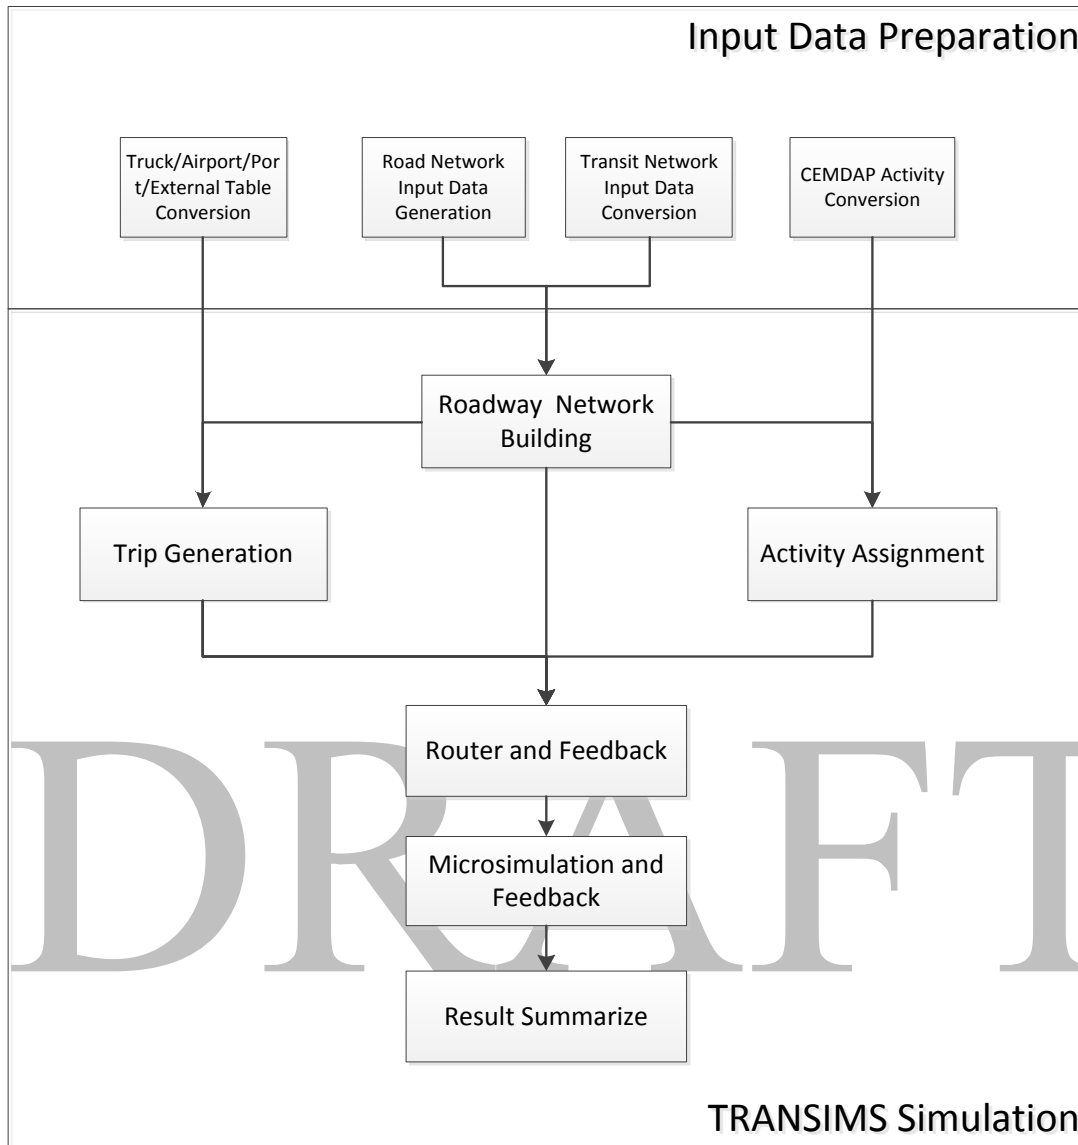 Input Data Preparation
Truck/Airport/Por
t/External Table
Conversion
Road Network
Input Data
Generation
Transit Network
Input Data
Conversion
CEMDAP Activity
Conversion
Roadway Network
Building
Trip Generation
Activity Assignment
Router and Feedback
Microsimulation and
Feedback
Result Summarize
DRAFT
TRANSIMS Simulation